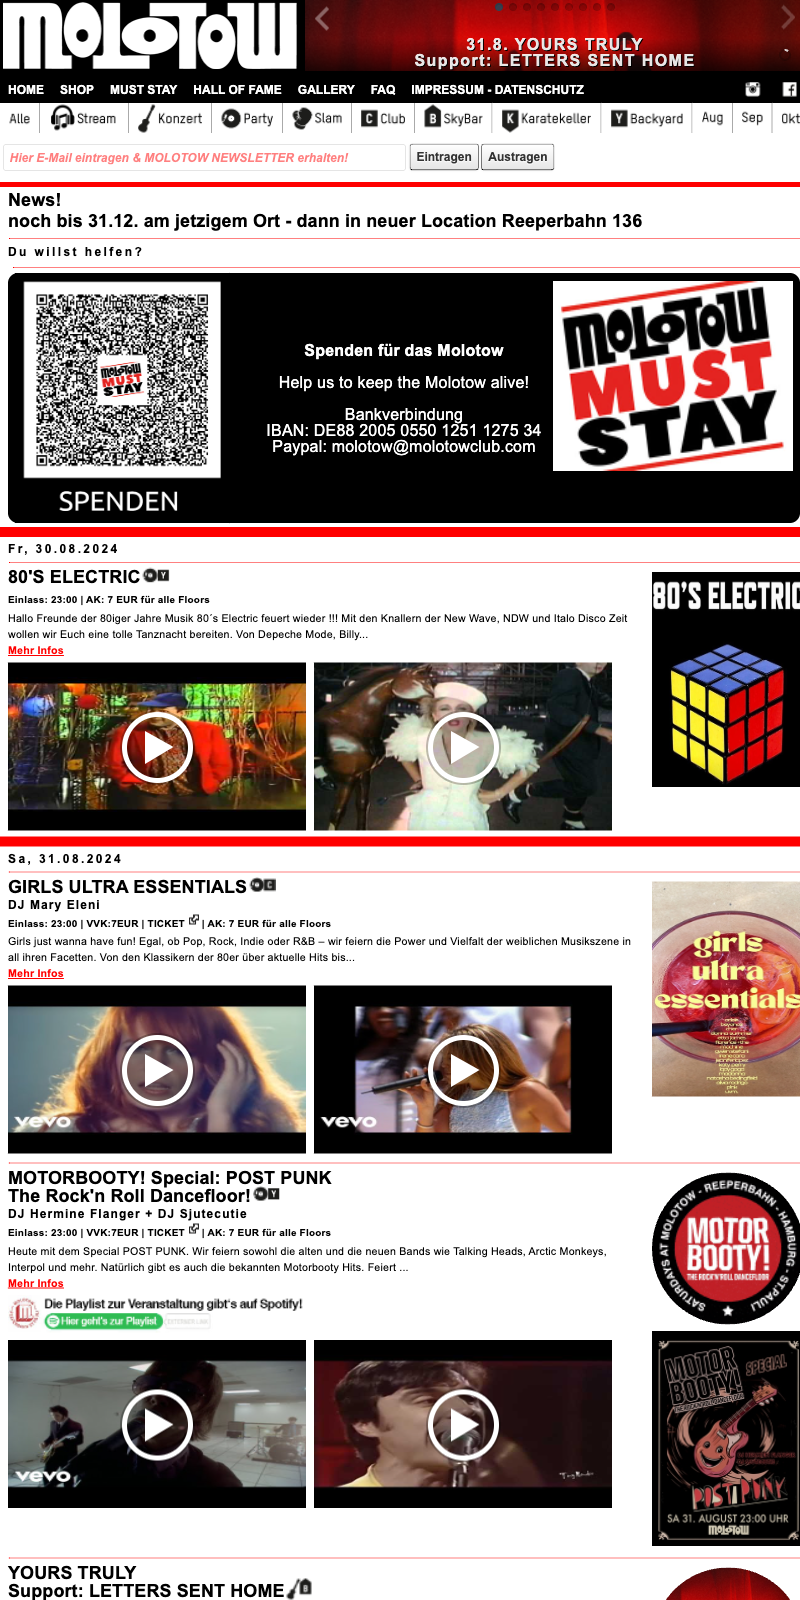 MOLOTOW
31.8. YOURS TRULY
Support: LETTERS SENT HOME
HOME SHOP MUST STAY HALL OF FAME GALLERY FAQ IMPRESSUM - DATENSCHUTZ
Alle Stream Konzert Party Slam C Club B SkyBar K Karatekeller Y Backyard Aug Sep Okt
Hier E-Mail eintragen & MOLOTOW NEWSLETTER erhalten! Eintragen Austragen
News!
noch bis 31.12. am jetzigem Ort - dann in neuer Location Reeperbahn 136
Du willst helfen?
MOLOTOW
MUST
STAY
SPENDEN
Spenden für das Molotow
Help us to keep the Molotow alive!
Bankverbindung
IBAN: DE88 2005 0550 1251 1275 34
Paypal: molotow@molotowclub.com
MOLOTOW
MUST
STAY
Fr, 30.08.2024
80'S ELECTRIC Y
Einlass: 23:00 | AK: 7 EUR für alle Floors
Hallo Freunde der 80iger Jahre Musik 80´s Electric feuert wieder !!! Mit den Knallern der New Wave, NDW und Italo Disco Zeit
wollen wir Euch eine tolle Tanznacht bereiten. Von Depeche Mode, Billy...
Mehr Infos
80'S ELECTRIC
Sa, 31.08.2024
GIRLS ULTRA ESSENTIALS C
DJ Mary Eleni
Einlass: 23:00 | VVK:7EUR | TICKET | AK: 7 EUR für alle Floors
Girls just wanna have fun! Egal, ob Pop, Rock, Indie oder R&B – wir feiern die Power und Vielfalt der weiblichen Musikszene in
all ihren Facetten. Von den Klassikern der 80er über aktuelle Hits bis...
Mehr Infos
vevo
vevo
girls
ultra
essentials
MOTORBOOTY! Special: POST PUNK
The Rock'n Roll Dancefloor! Y
DJ Hermine Flanger + DJ Sjutecutie
Einlass: 23:00 | VVK:7EUR | TICKET | AK: 7 EUR für alle Floors
Heute mit dem Special POST PUNK. Wir feiern sowohl die alten und die neuen Bands wie Talking Heads, Arctic Monkeys,
Interpol und mehr. Natürlich gibt es auch die bekannten Motorbooty Hits. Feiert ...
Mehr Infos
Die Playlist zur Veranstaltung gibt's auf Spotify!
Hier geht's zur Playlist EXTERNER LINK
vevo
SATURDAYS AT MOLOTOW - REEPERBAHN - HAMBURG - ST.PAULI
MOTOR
BOOTY!
THE ROCK'N'ROLL DANCEFLOOR
MOTOR
BOOTY!
SPECIAL
POST PUNK
SA 31. AUGUST 23:00 UHR
MOLOTOW
YOURS TRULY
Support: LETTERS SENT HOME B